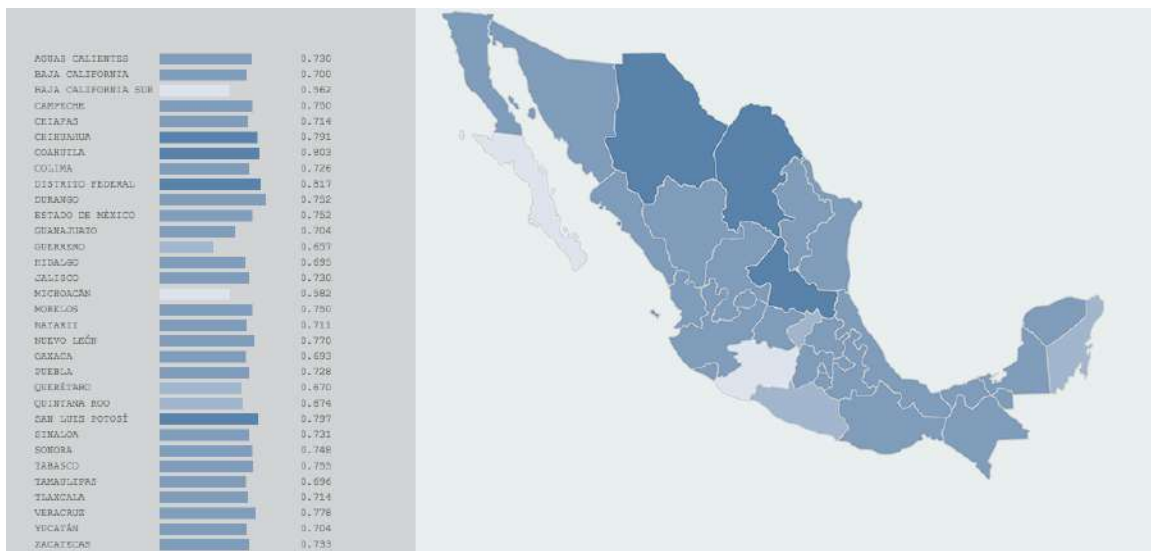 AGUAS CALIENTES 0.730
BAJA CALIFORNIA 0.700
BAJA CALIFORNIA SUR 0.562
CAMPECHE 0.750
CHIAPAS 0.714
CHIHUAHUA 0.791
COAHUILA 0.803
COLIMA 0.726
DISTRITO FEDERAL 0.817
DURANGO 0.752
ESTADO DE MÉXICO 0.752
GUANAJUATO 0.704
GUERRERO 0.657
HIDALGO 0.695
JALISCO 0.730
MICHOACÁN 0.582
MORELOS 0.750
NAYARIT 0.711
NUEVO LEÓN 0.770
OAXACA 0.693
PUEBLA 0.728
QUERÉTARO 0.670
QUINTANA ROO 0.674
SAN LUIS POTOSÍ 0.797
SINALOA 0.731
SONORA 0.748
TABASCO 0.755
TAMAULIPAS 0.696
TLAXCALA 0.714
VERACRUZ 0.778
YUCATÁN 0.704
ZACATECAS 0.733